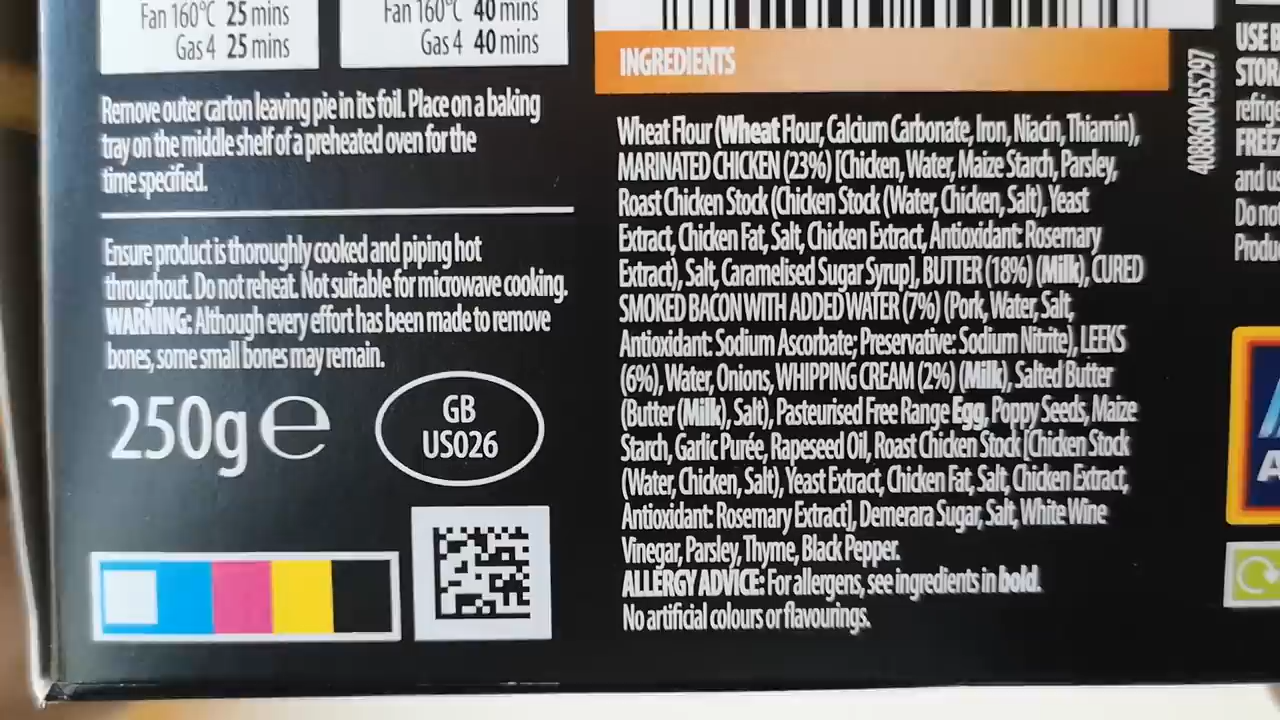 Fan 160°C 25 mins
Gas 4 25 mins
Fan 160°C 40 mins
Gas 4 40 mins
Remove outer carton leaving pie in its foil. Place on a baking
tray on the middle shelf of a preheated oven for the
time specified.
Ensure product is thoroughly cooked and piping hot
throughout. Do not reheat. Not suitable for microwave cooking.
WARNING: Although every effort has been made to remove
bones, some small bones may remain.
250g e
GB
US026
INGREDIENTS
Wheat Flour (Wheat Flour, Calcium Carbonate, Iron, Niacin, Thiamin),
MARINATED CHICKEN (23%) [Chicken, Water, Maize Starch, Parsley,
Roast Chicken Stock (Chicken Stock (Water, Chicken, Salt), Yeast
Extract, Chicken Fat, Salt, Chicken Extract, Antioxidant: Rosemary
Extract), Salt, Caramelised Sugar Syrup], BUTTER (18%) (Milk), CURED
SMOKED BACON WITH ADDED WATER (7%) (Pork, Water, Salt,
Antioxidant: Sodium Ascorbate; Preservative: Sodium Nitrite), LEEKS
(6%), Water, Onions, WHIPPING CREAM (2%) (Milk), Salted Butter
(Butter (Milk), Salt), Pasteurised Free Range Egg, Poppy Seeds, Maize
Starch, Garlic Purée, Rapeseed Oil, Roast Chicken Stock [Chicken Stock
(Water, Chicken, Salt), Yeast Extract, Chicken Fat, Salt, Chicken Extract,
Antioxidant: Rosemary Extract], Demerara Sugar, Salt, White Wine
Vinegar, Parsley, Thyme, Black Pepper.
ALLERGY ADVICE: For allergens, see ingredients in bold.
No artificial colours or flavourings.
4088600455297
USE
STOR
refrige
FREE
and us
Do not
Produ
A